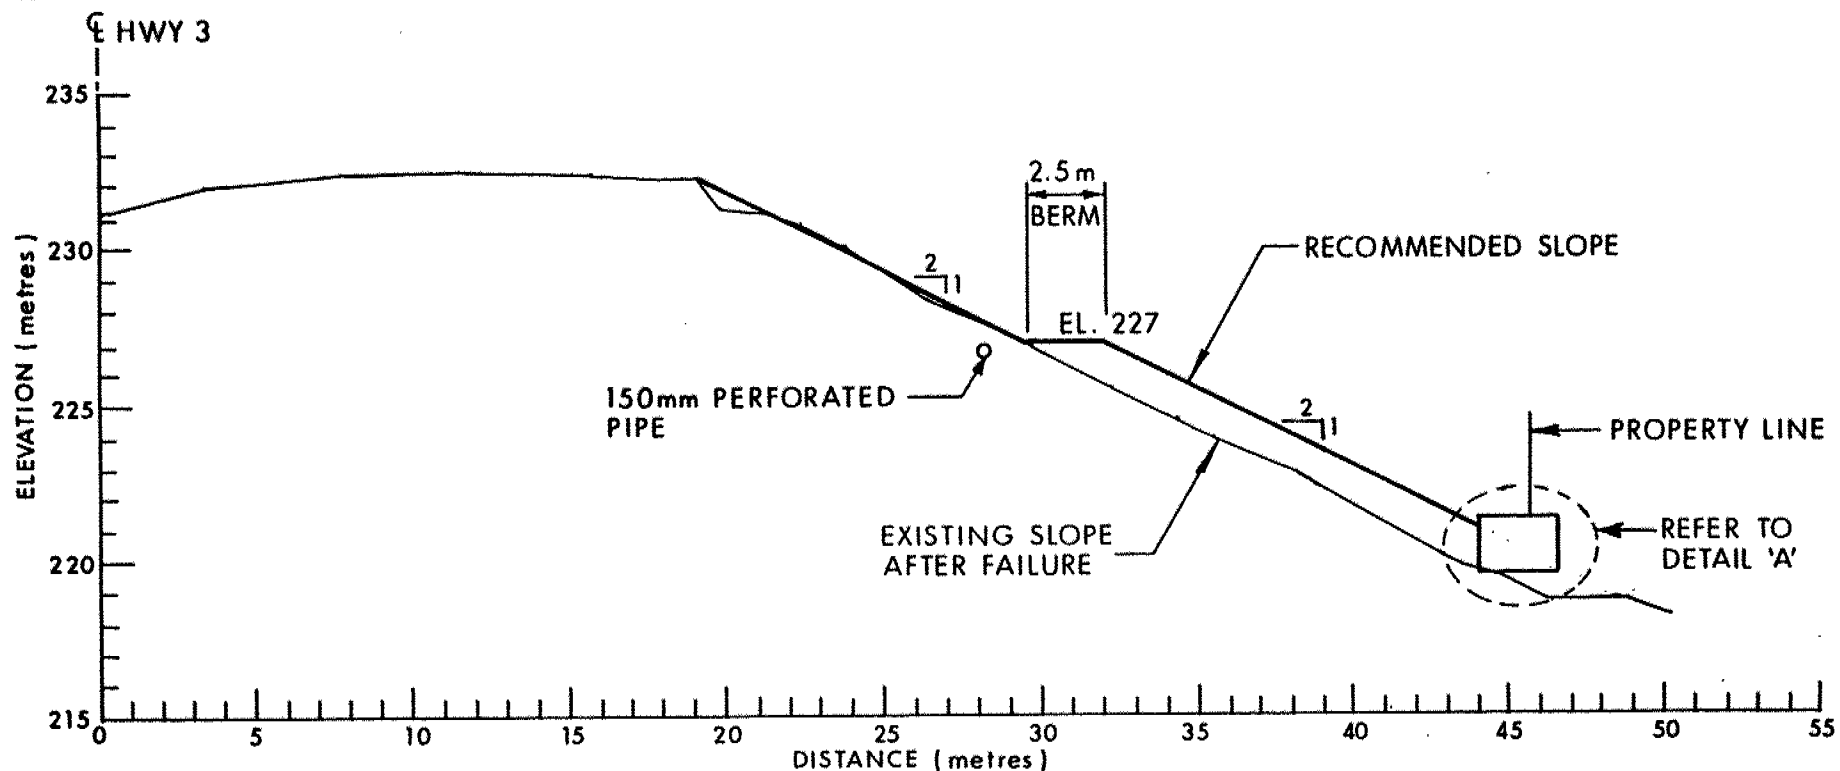 ℄ HWY 3
235
230
225
220
215
ELEVATION (metres)
2.5 m
BERM
RECOMMENDED SLOPE
2
1
EL. 227
150mm PERFORATED
PIPE
2
1
PROPERTY LINE
EXISTING SLOPE
AFTER FAILURE
REFER TO
DETAIL 'A'
0 5 10 15 20 25 30 35 40 45 50 55
DISTANCE (metres)